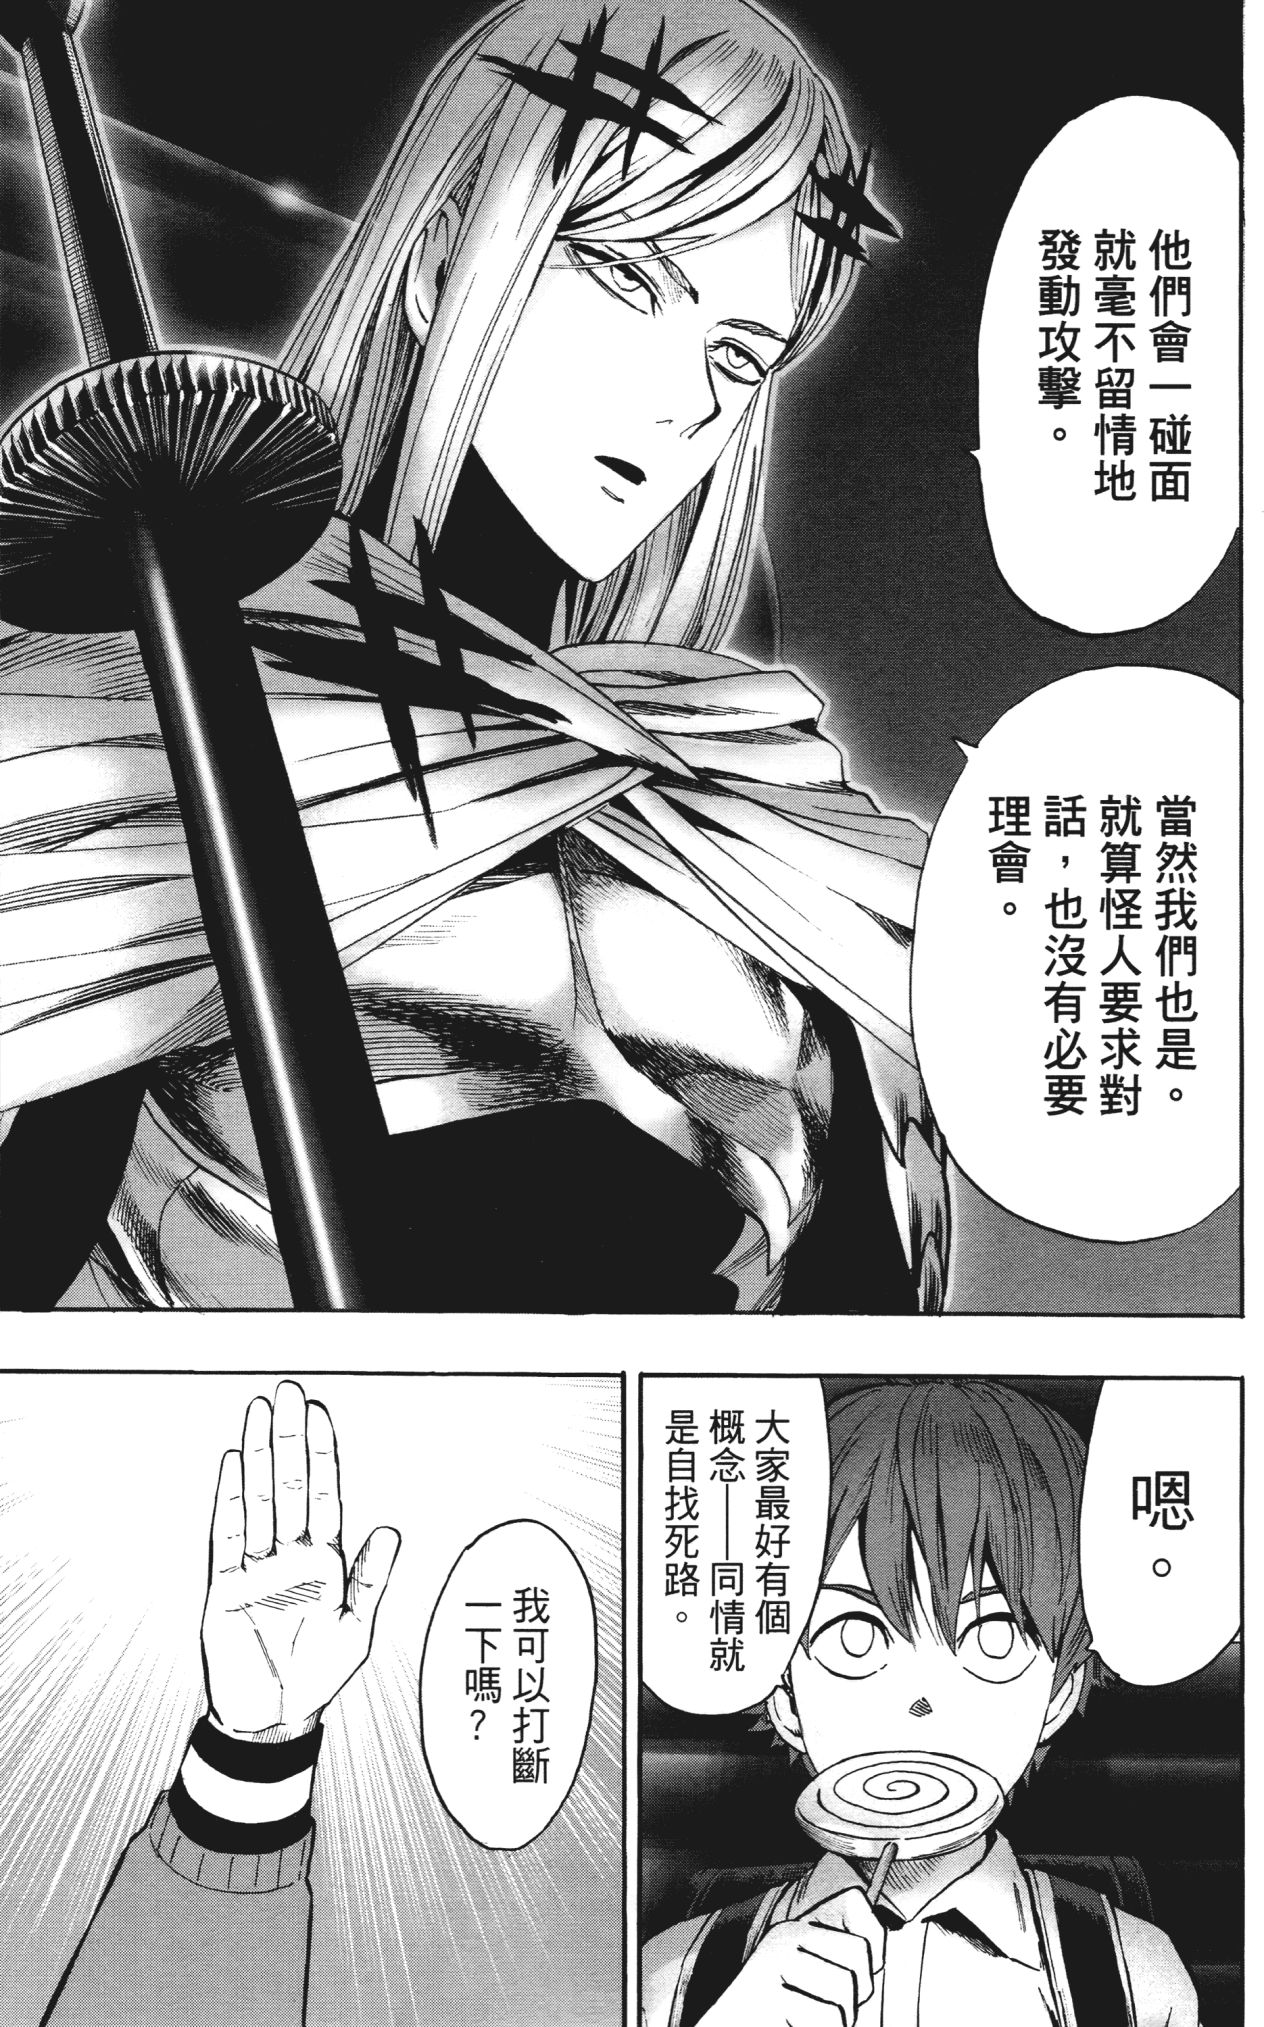 他們會一碰面
就毫不留情地
發動攻擊。
當然我們也是。
就算怪人要求對
話，也沒有必要
理會。
嗯。
大家最好有個
概念——同情就
是自找死路。
我可以打斷
一下嗎？